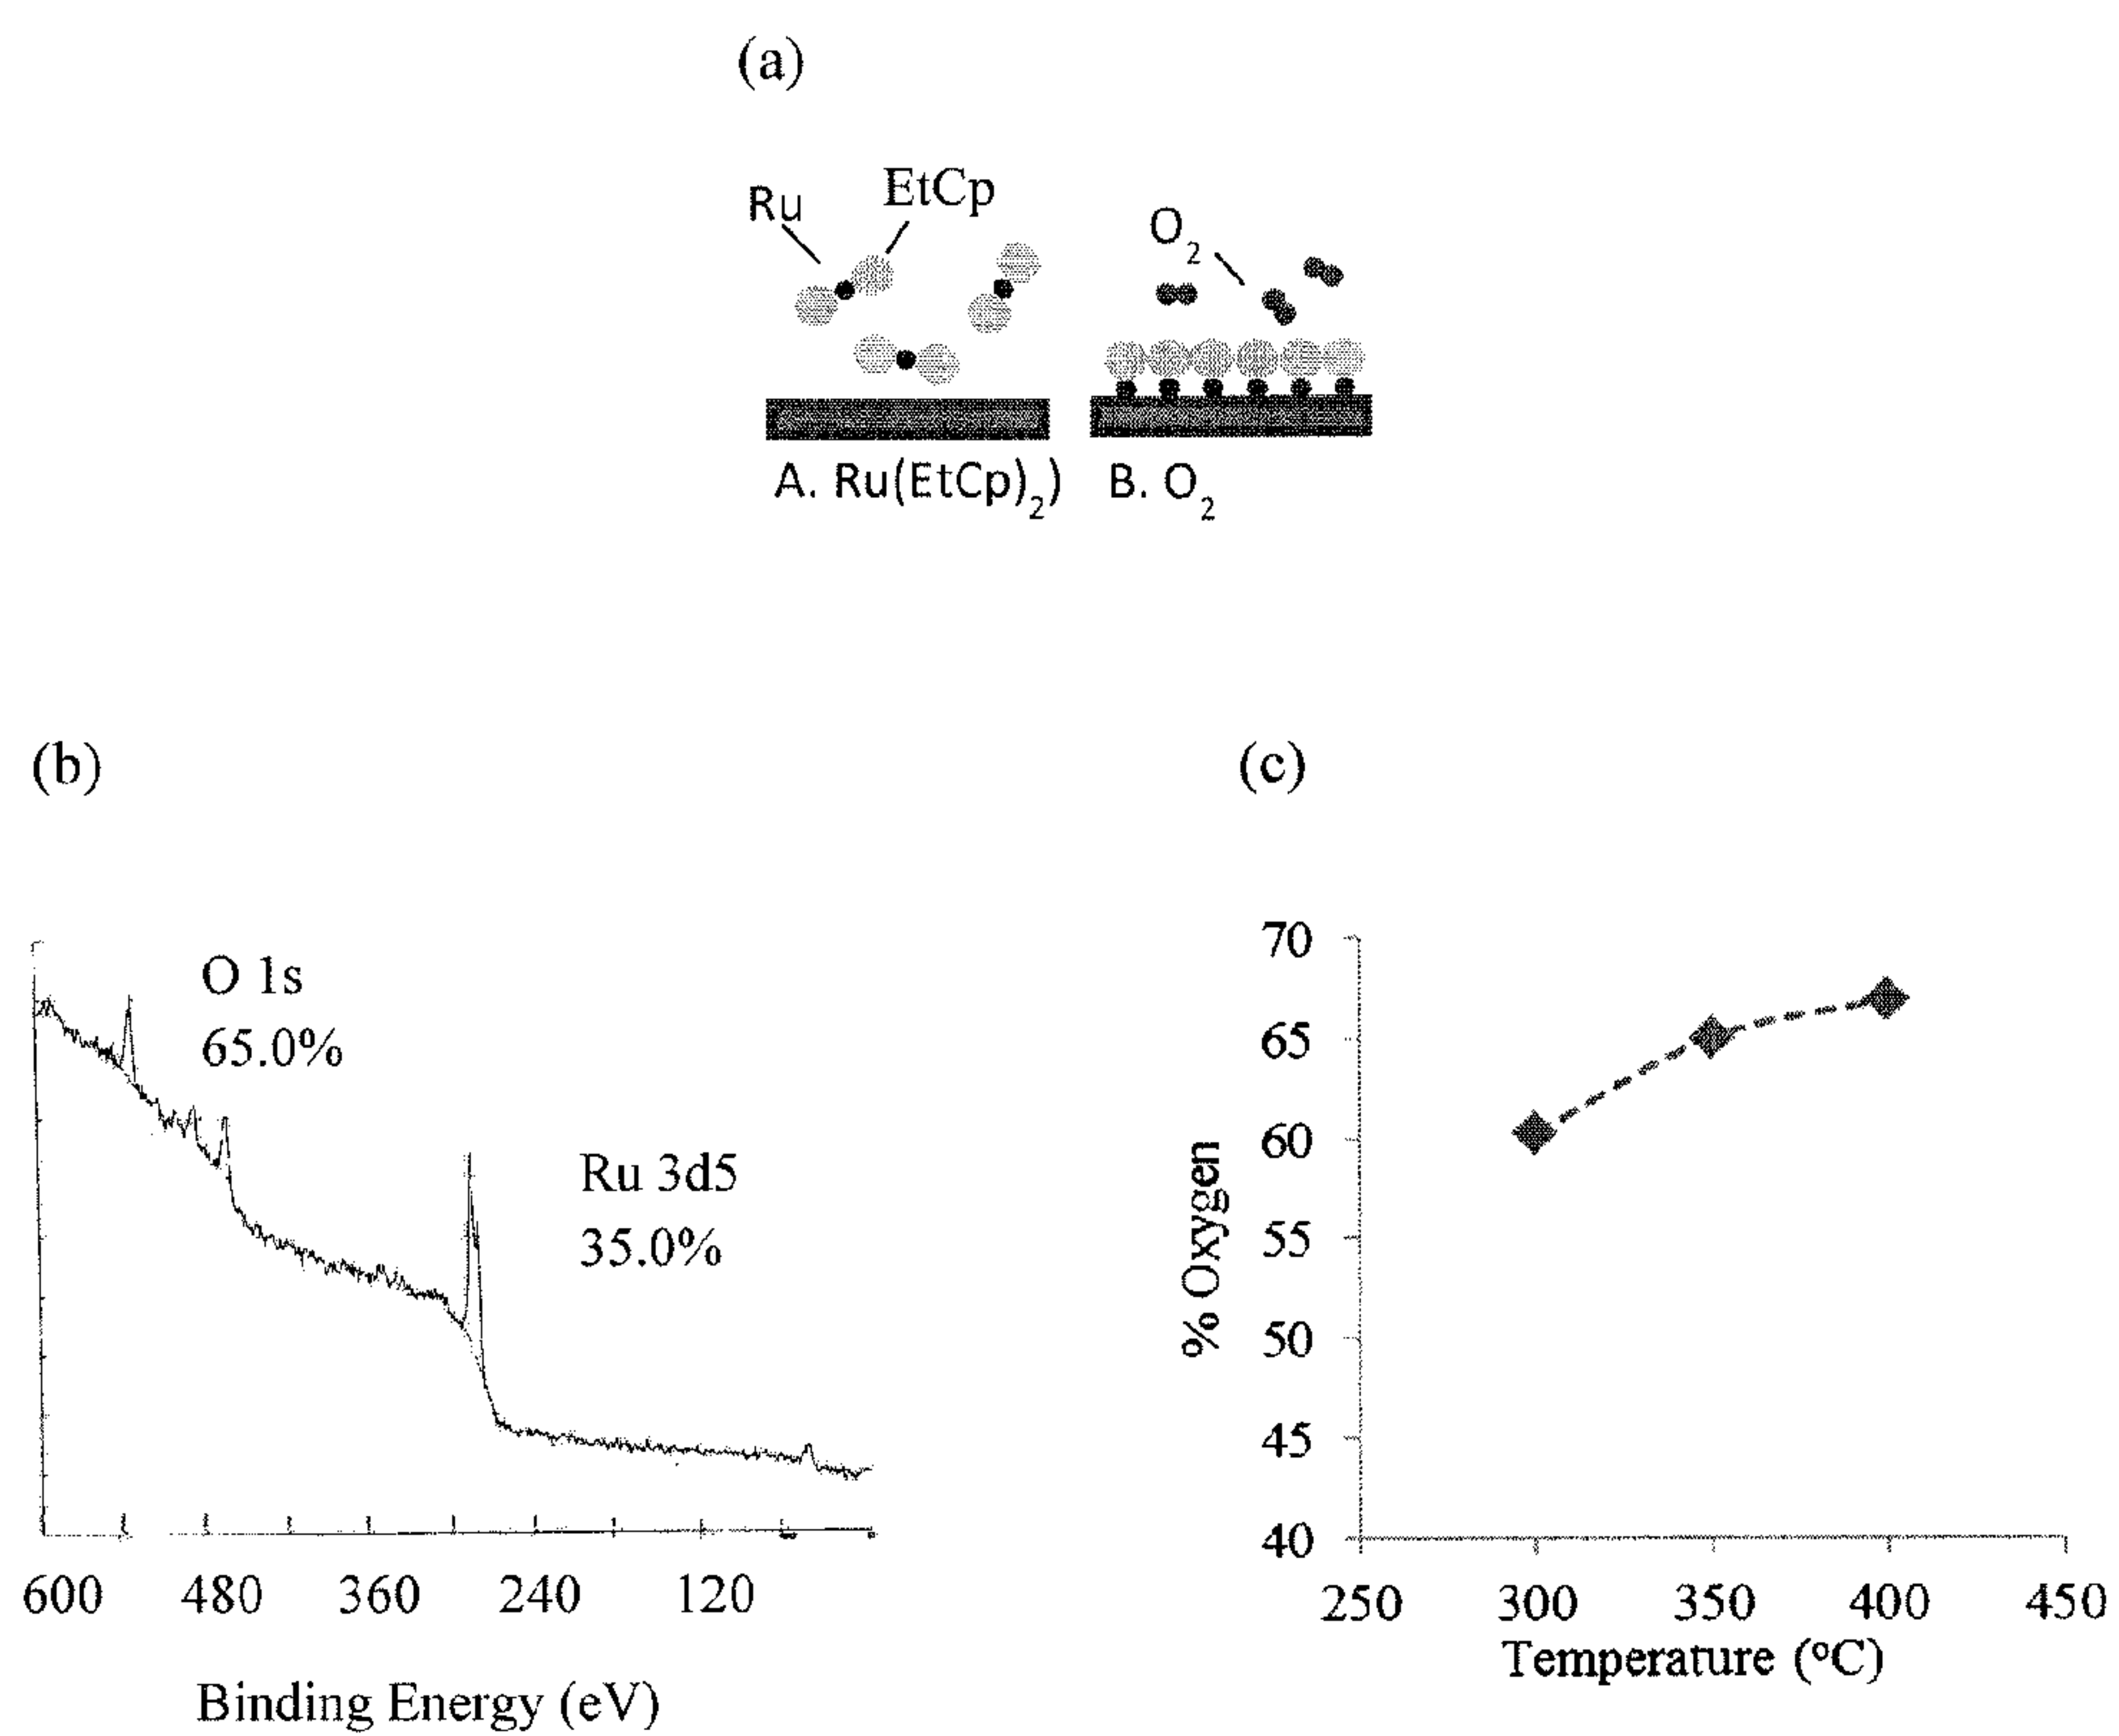 (a)
Ru
EtCp
O₂
A. Ru(EtCp)₂)
B. O₂
(b)
O 1s
65.0%
Ru 3d5
35.0%
600 480 360 240 120
Binding Energy (eV)
(c)
% Oxygen
70
65
60
55
50
45
40
250 300 350 400 450
Temperature (°C)